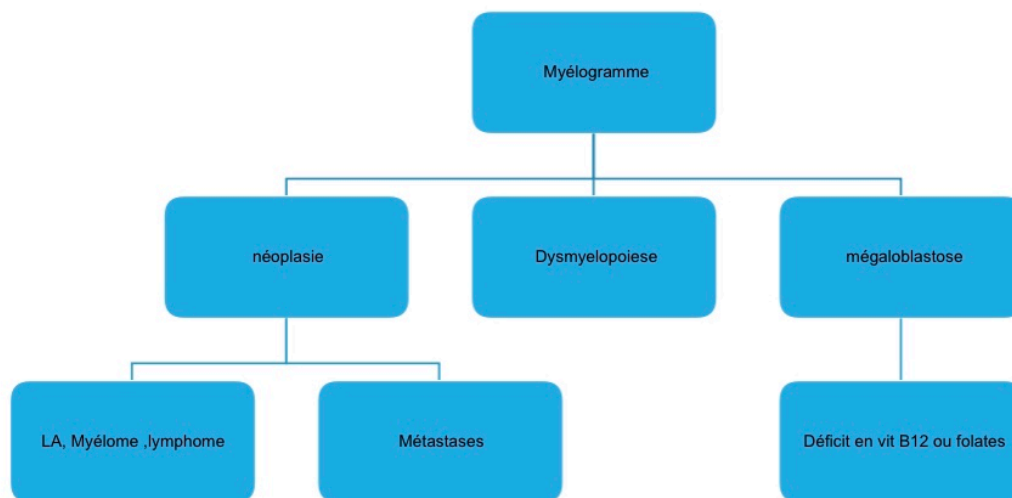 Myélogramme
néoplasie
Dysmyelopoiese
mégaloblastose
LA, Myélome ,lymphome
Métastases
Déficit en vit B12 ou folates